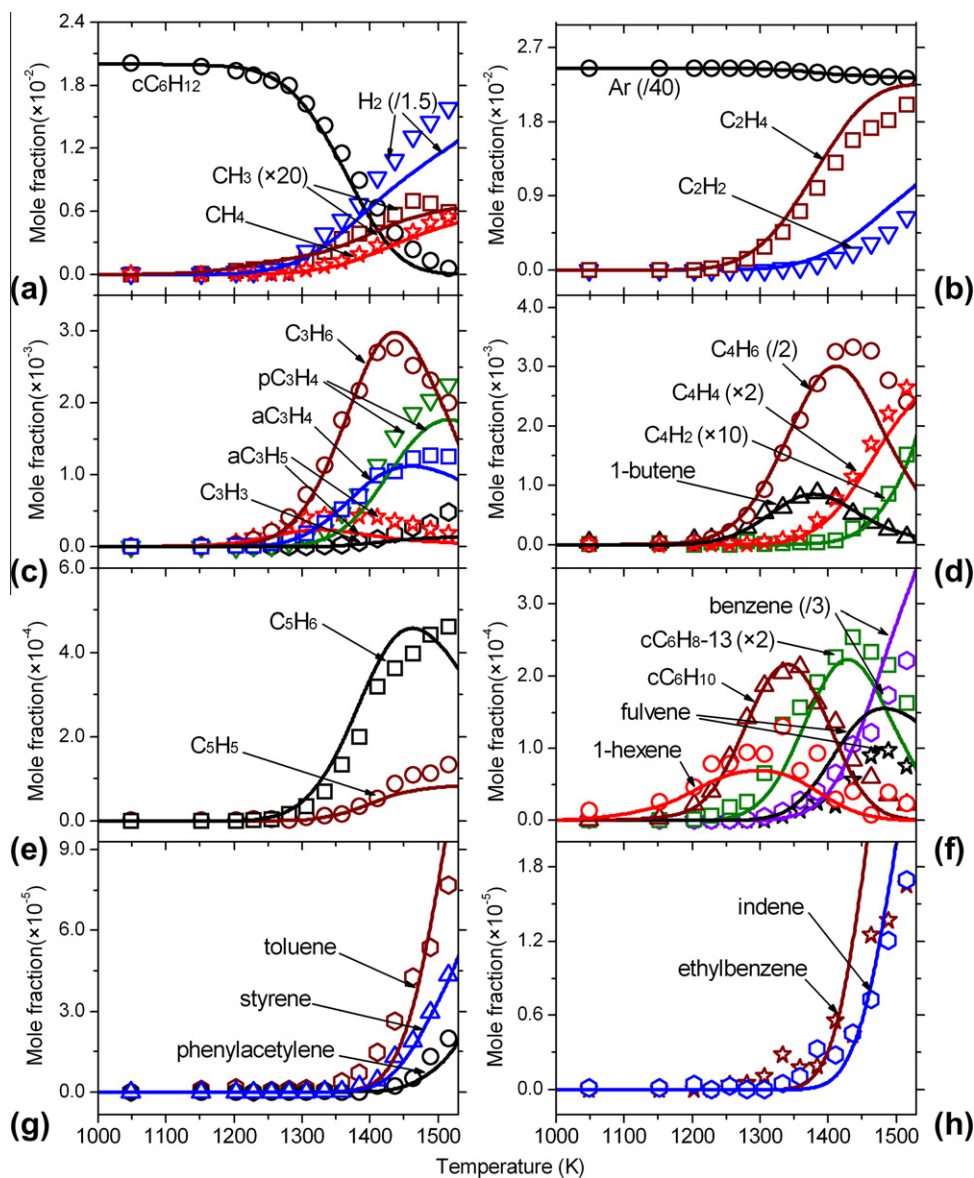 2.4
1.8
1.2
0.6
0.0
Mole fraction(×10⁻²)
cC₆H₁₂
H₂ (/1.5)
CH₃ (×20)
CH₄
(a)
2.7
1.8
0.9
0
Mole fraction(×10⁻²)
Ar (/40)
C₂H₄
C₂H₂
(b)
3.0
2.0
1.0
0.0
Mole fraction(×10⁻³)
C₃H₆
pC₃H₄
aC₃H₄
aC₃H₅
C₃H₃
(c)
4.0
3.0
2.0
1.0
0.0
Mole fraction(×10⁻³)
C₄H₆ (/2)
C₄H₄ (×2)
C₄H₂ (×10)
1-butene
(d)
6.0
4.0
2.0
0.0
Mole fraction(×10⁻⁴)
C₅H₆
C₅H₅
(e)
3.0
2.0
1.0
0.0
Mole fraction(×10⁻⁴)
benzene (/3)
cC₆H₈-13 (×2)
cC₆H₁₀
fulvene
1-hexene
(f)
9.0
6.0
3.0
0.0
Mole fraction(×10⁻⁵)
toluene
styrene
phenylacetylene
(g)
1.8
1.2
0.6
0.0
Mole fraction(×10⁻⁵)
indene
ethylbenzene
(h)
1000 1100 1200 1300 1400 1500
1000 1100 1200 1300 1400 1500
Temperature (K)